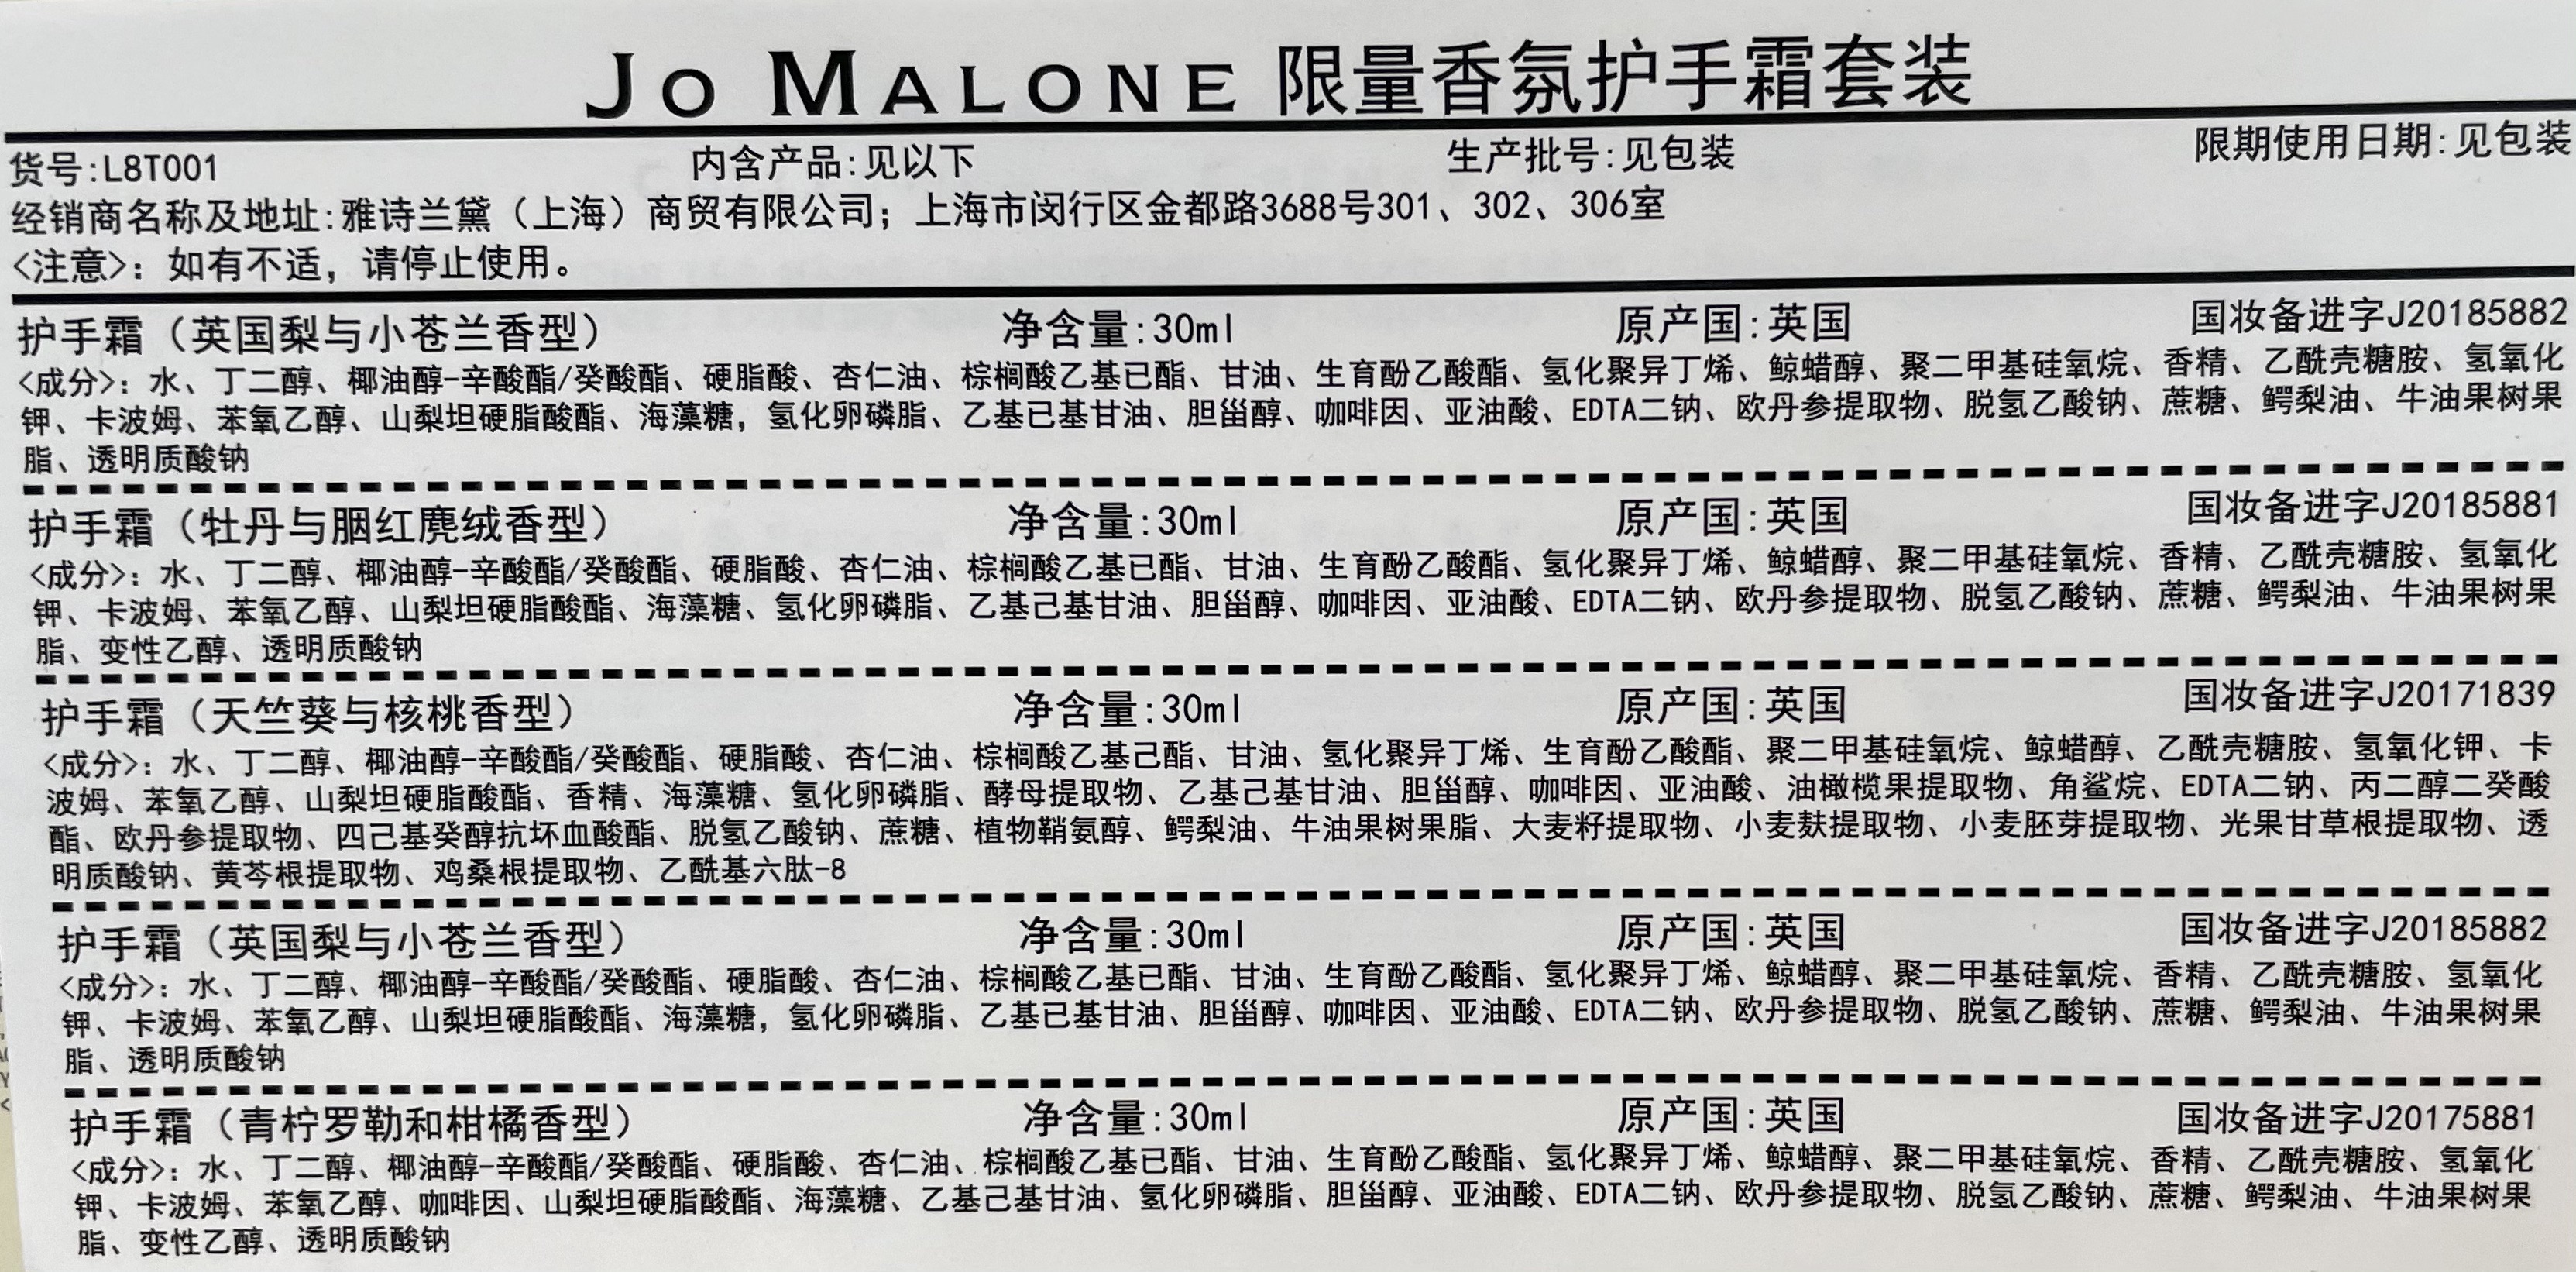 JO MALONE 限量香氛护手霜套装
货号:L8T001 内含产品:见以下 生产批号:见包装 限期使用日期:见包装
经销商名称及地址:雅诗兰黛（上海）商贸有限公司；上海市闵行区金都路3688号301、302、306室
<注意>：如有不适，请停止使用。
护手霜（英国梨与小苍兰香型） 净含量:30ml 原产国:英国 国妆备进字J20185882
<成分>：水、丁二醇、椰油醇-辛酸酯/癸酸酯、硬脂酸、杏仁油、棕榈酸乙基已酯、甘油、生育酚乙酸酯、氢化聚异丁烯、鲸蜡醇、聚二甲基硅氧烷、香精、乙酰壳糖胺、氢氧化
钾、卡波姆、苯氧乙醇、山梨坦硬脂酸酯、海藻糖，氢化卵磷脂、乙基已基甘油、胆甾醇、咖啡因、亚油酸、EDTA二钠、欧丹参提取物、脱氢乙酸钠、蔗糖、鳄梨油、牛油果树果
脂、透明质酸钠
护手霜（牡丹与胭红麂绒香型） 净含量:30ml 原产国:英国 国妆备进字J20185881
<成分>：水、丁二醇、椰油醇-辛酸酯/癸酸酯、硬脂酸、杏仁油、棕榈酸乙基已酯、甘油、生育酚乙酸酯、氢化聚异丁烯、鲸蜡醇、聚二甲基硅氧烷、香精、乙酰壳糖胺、氢氧化
钾、卡波姆、苯氧乙醇、山梨坦硬脂酸酯、海藻糖、氢化卵磷脂、乙基己基甘油、胆甾醇、咖啡因、亚油酸、EDTA二钠、欧丹参提取物、脱氢乙酸钠、蔗糖、鳄梨油、牛油果树果
脂、变性乙醇、透明质酸钠
护手霜（天竺葵与核桃香型） 净含量:30ml 原产国:英国 国妆备进字J20171839
<成分>：水、丁二醇、椰油醇-辛酸酯/癸酸酯、硬脂酸、杏仁油、棕榈酸乙基己酯、甘油、氢化聚异丁烯、生育酚乙酸酯、聚二甲基硅氧烷、鲸蜡醇、乙酰壳糖胺、氢氧化钾、卡
波姆、苯氧乙醇、山梨坦硬脂酸酯、香精、海藻糖、氢化卵磷脂、酵母提取物、乙基己基甘油、胆甾醇、咖啡因、亚油酸、油橄榄果提取物、角鲨烷、EDTA二钠、丙二醇二癸酸
酯、欧丹参提取物、四己基癸醇抗坏血酸酯、脱氢乙酸钠、蔗糖、植物鞘氨醇、鳄梨油、牛油果树果脂、大麦籽提取物、小麦麸提取物、小麦胚芽提取物、光果甘草根提取物、透
明质酸钠、黄芩根提取物、鸡桑根提取物、乙酰基六肽-8
护手霜（英国梨与小苍兰香型） 净含量:30ml 原产国:英国 国妆备进字J20185882
<成分>：水、丁二醇、椰油醇-辛酸酯/癸酸酯、硬脂酸、杏仁油、棕榈酸乙基已酯、甘油、生育酚乙酸酯、氢化聚异丁烯、鲸蜡醇、聚二甲基硅氧烷、香精、乙酰壳糖胺、氢氧化
钾、卡波姆、苯氧乙醇、山梨坦硬脂酸酯、海藻糖，氢化卵磷脂、乙基已基甘油、胆甾醇、咖啡因、亚油酸、EDTA二钠、欧丹参提取物、脱氢乙酸钠、蔗糖、鳄梨油、牛油果树果
脂、透明质酸钠
护手霜（青柠罗勒和柑橘香型） 净含量:30ml 原产国:英国 国妆备进字J20175881
<成分>：水、丁二醇、椰油醇-辛酸酯/癸酸酯、硬脂酸、杏仁油、棕榈酸乙基已酯、甘油、生育酚乙酸酯、氢化聚异丁烯、鲸蜡醇、聚二甲基硅氧烷、香精、乙酰壳糖胺、氢氧化
钾、卡波姆、苯氧乙醇、咖啡因、山梨坦硬脂酸酯、海藻糖、乙基己基甘油、氢化卵磷脂、胆甾醇、亚油酸、EDTA二钠、欧丹参提取物、脱氢乙酸钠、蔗糖、鳄梨油、牛油果树果
脂、变性乙醇、透明质酸钠